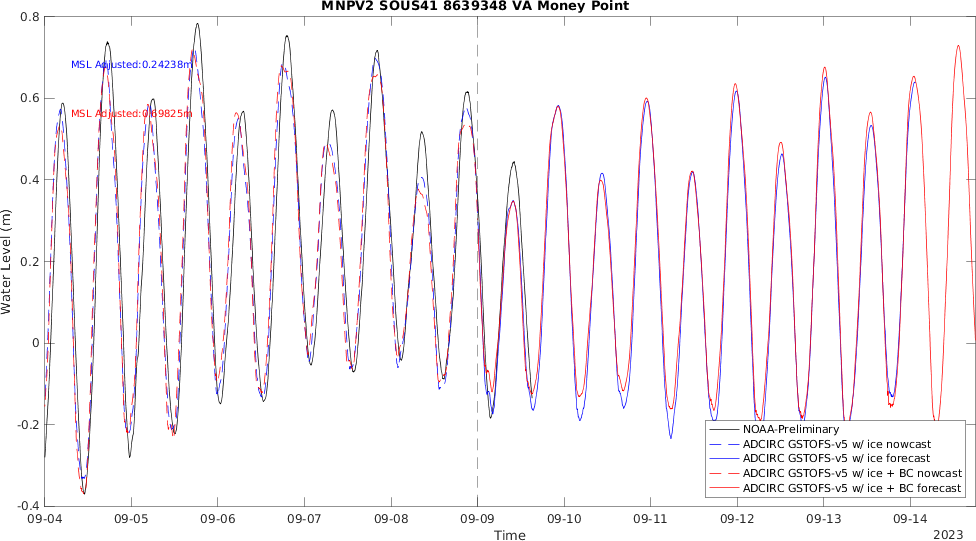 MNPV2 SOUS41 8639348 VA Money Point
0.8
0.6
0.4
0.2
0
-0.2
-0.4
Water Level (m)
MSL Adjusted:0.24238m
MSL Adjusted:0.69825m
NOAA-Preliminary
ADCIRC GSTOFS-v5 w/ ice nowcast
ADCIRC GSTOFS-v5 w/ ice forecast
ADCIRC GSTOFS-v5 w/ ice + BC nowcast
ADCIRC GSTOFS-v5 w/ ice + BC forecast
09-04 09-05 09-06 09-07 09-08 09-09 09-10 09-11 09-12 09-13 09-14
Time
2023